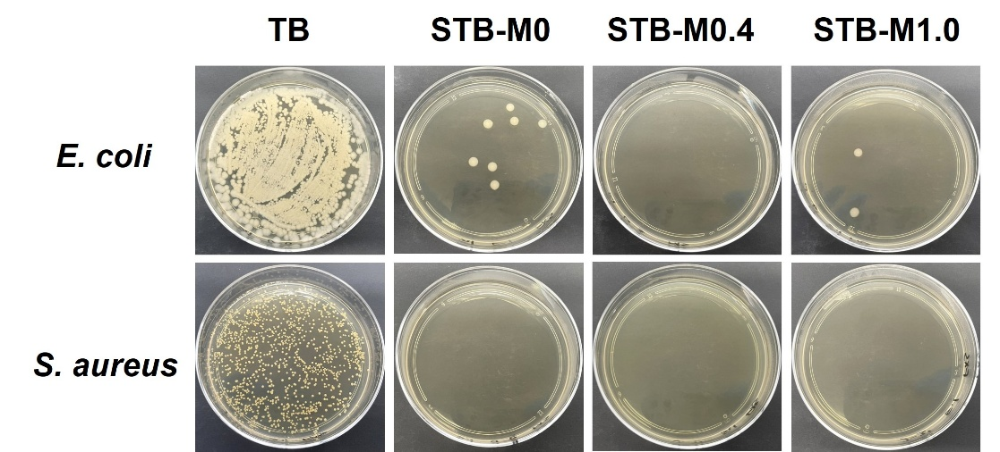 TB STB-M0 STB-M0.4 STB-M1.0
E. coli
S. aureus